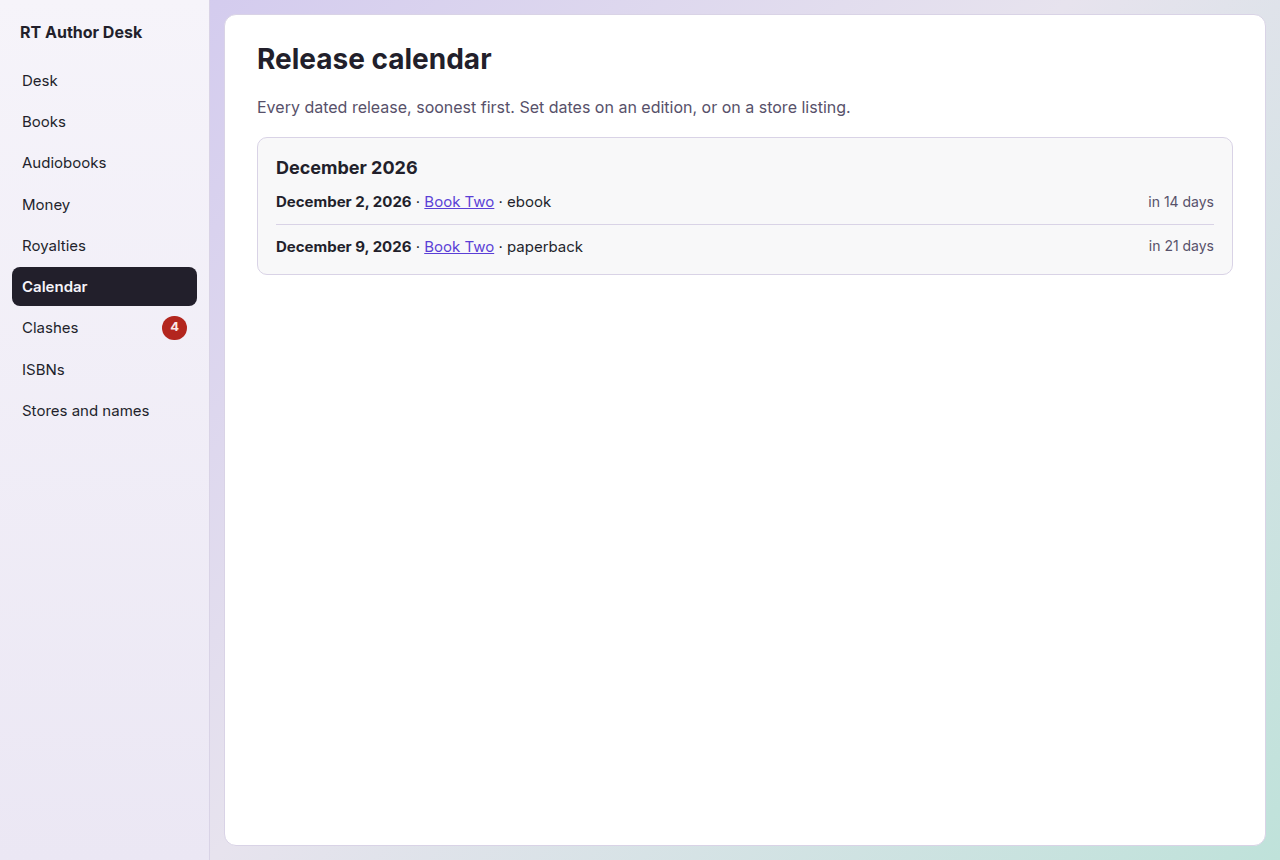 RT Author Desk
Desk
Books
Audiobooks
Money
Royalties
Calendar
Clashes 4
ISBNs
Stores and names
Release calendar
Every dated release, soonest first. Set dates on an edition, or on a store listing.
December 2026
December 2, 2026 · Book Two · ebook in 14 days
December 9, 2026 · Book Two · paperback in 21 days